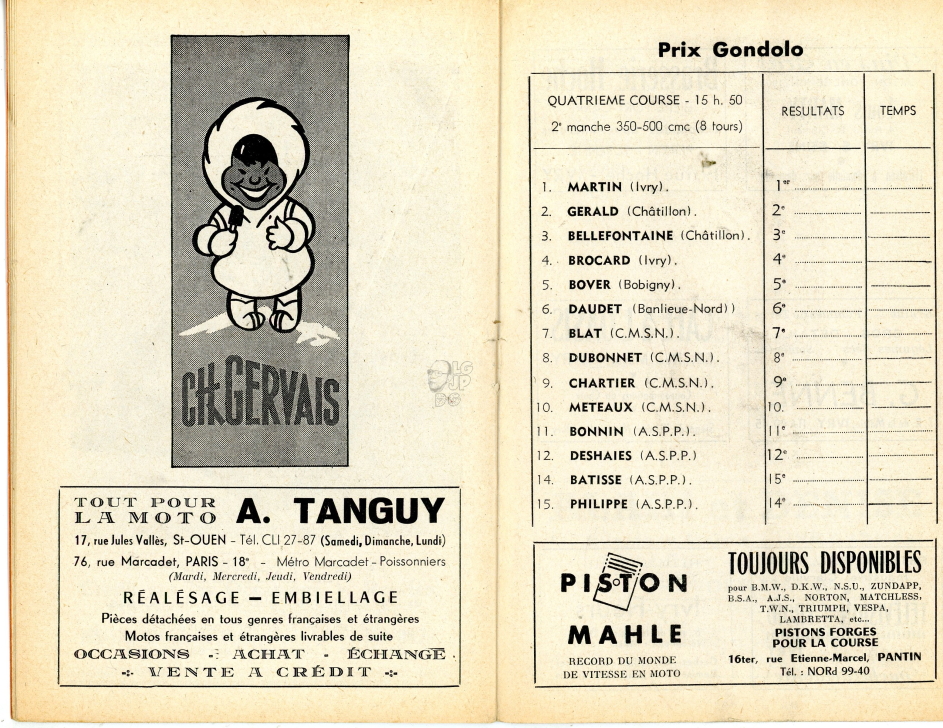 CH. GERVAIS
TOUT POUR
LA MOTO
A. TANGUY
17, rue Jules Vallès, St-OUEN - Tél. CLI 27-87 (Samedi, Dimanche, Lundi)
76, rue Marcadet, PARIS - 18e - Métro Marcadet - Poissonniers
(Mardi, Mercredi, Jeudi, Vendredi)
RÉALÉSAGE — EMBIELLAGE
Pièces détachées en tous genres françaises et étrangères
Motos françaises et étrangères livrables de suite
OCCASIONS - ACHAT - ÉCHANGE
VENTE A CRÉDIT
Prix Gondolo
QUATRIEME COURSE - 15 h. 50
2e manche 350-500 cmc (8 tours)
RESULTATS
TEMPS
1. MARTIN (Ivry). 1er
2. GERALD (Châtillon). 2e
3. BELLEFONTAINE (Châtillon). 3e
4. BROCARD (Ivry). 4e
5. BOVER (Bobigny). 5e
6. DAUDET (Banlieue-Nord)) 6e
7. BLAT (C.M.S.N.). 7e
8. DUBONNET (C.M.S.N.). 8e
9. CHARTIER (C.M.S.N.). 9e
10. METEAUX (C.M.S.N.). 10.
11. BONNIN (A.S.P.P.). 11e
12. DESHAIES (A.S.P.P.) 12e
14. BATISSE (A.S.P.P.). 15e
15. PHILIPPE (A.S.P.P.). 14e
PISTON
MAHLE
RECORD DU MONDE
DE VITESSE EN MOTO
TOUJOURS DISPONIBLES
pour B.M.W., D.K.W., N.S.U., ZUNDAPP,
B.S.A., A.J.S., NORTON, MATCHLESS,
T.W.N., TRIUMPH, VESPA,
LAMBRETTA, etc...
PISTONS FORGES
POUR LA COURSE
16ter, rue Etienne-Marcel, PANTIN
Tél. : NORd 99-40